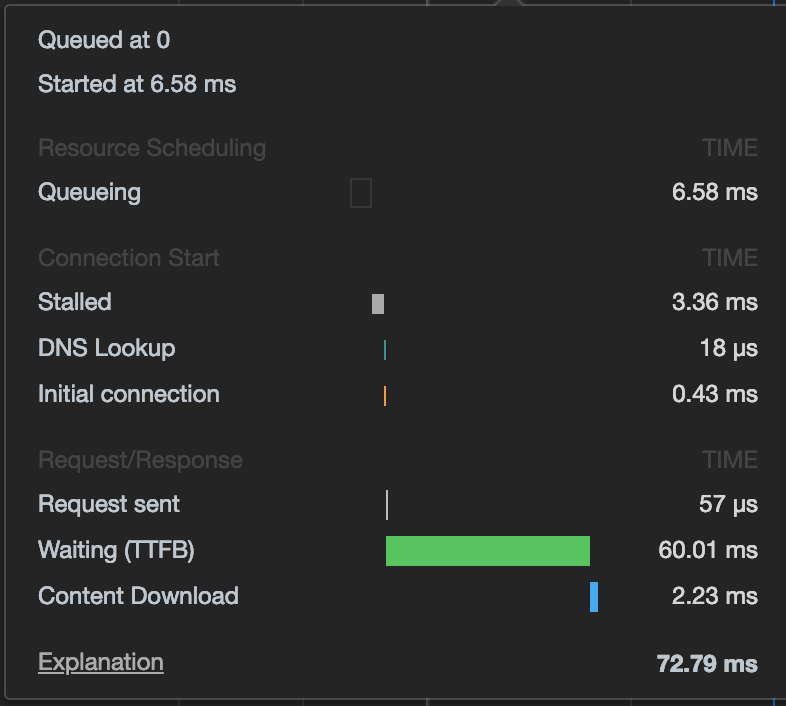 Queued at 0
Started at 6.58 ms
Resource Scheduling TIME
Queueing 6.58 ms
Connection Start TIME
Stalled 3.36 ms
DNS Lookup 18 µs
Initial connection 0.43 ms
Request/Response TIME
Request sent 57 µs
Waiting (TTFB) 60.01 ms
Content Download 2.23 ms
Explanation 72.79 ms